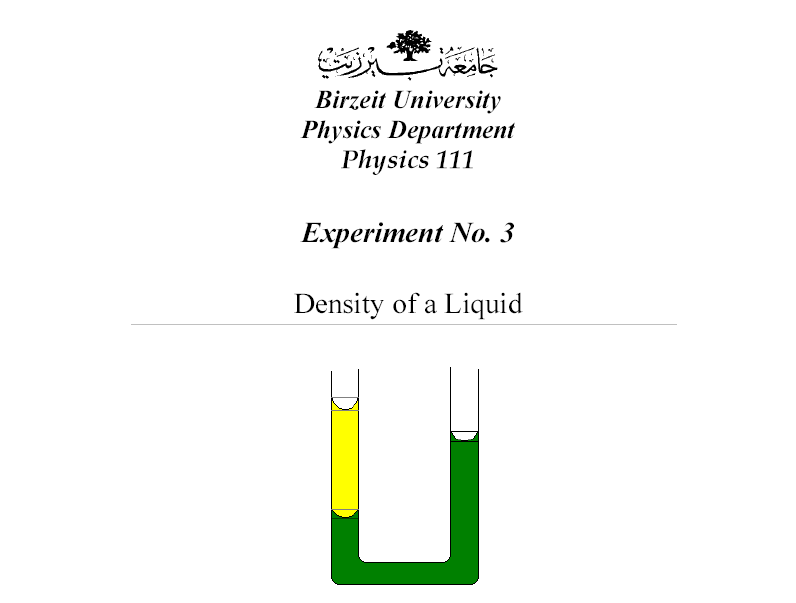 جامعة بيرزيت
Birzeit University
Physics Department
Physics 111
Experiment No. 3
Density of a Liquid